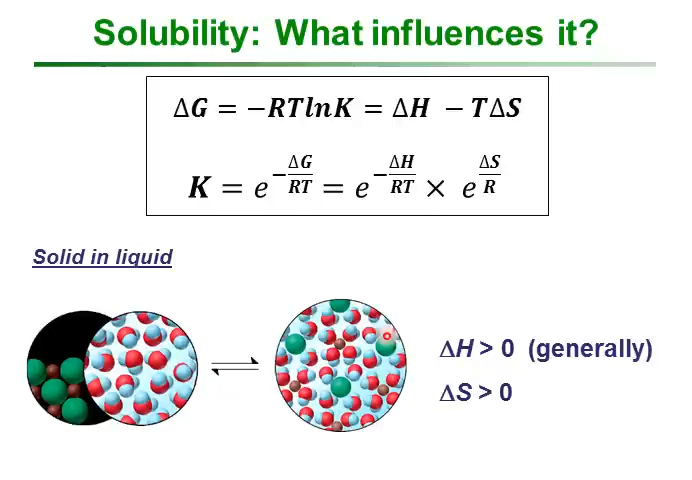 Solubility: What influences it?
ΔG = −RTlnK = ΔH − TΔS
K = e^{−ΔG/RT} = e^{−ΔH/RT} × e^{ΔS/R}
Solid in liquid
ΔH > 0 (generally)
ΔS > 0